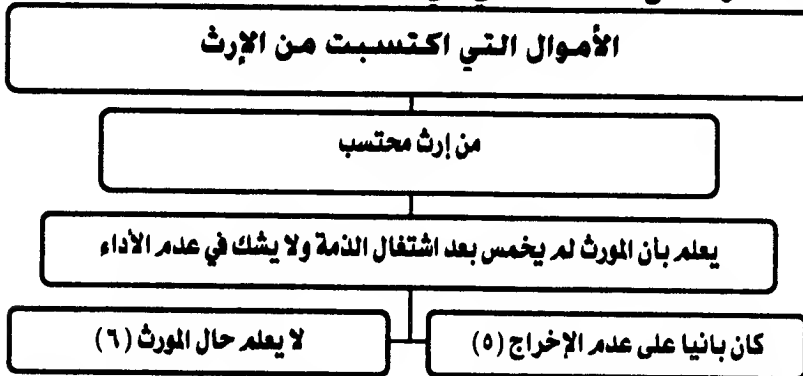 الأموال التي اكتسبت من الإرث
من إرث محتسب
يعلم بأن المورث لم يخمس بعد اشتغال الذمة ولا يشك في عدم الأداء
كان بانيا على عدم الإخراج (٥)
لا يعلم حال المورث (٦)